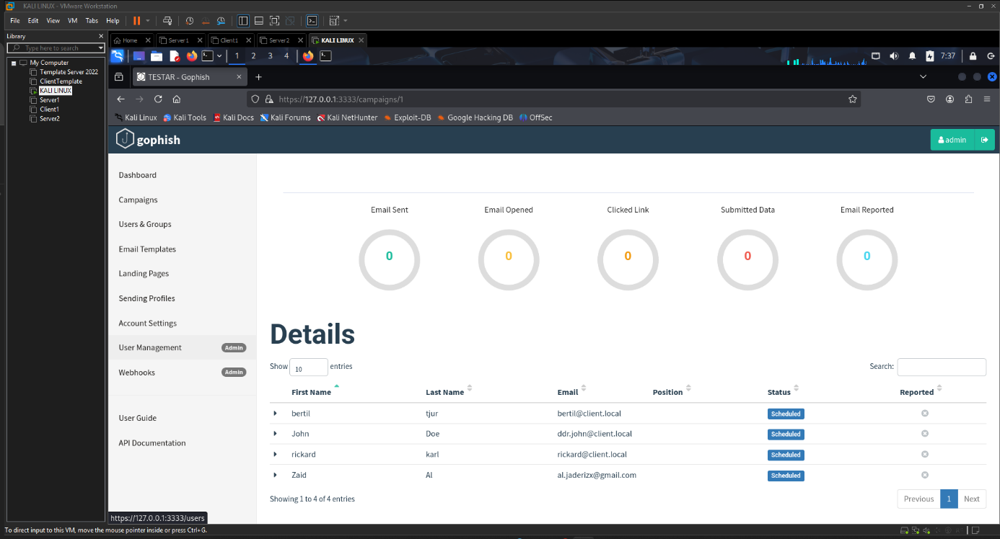 KALI LINUX - VMware Workstation
File Edit View VM Tabs Help
Library
Type here to search
My Computer
Template Server 2022
ClientTemplate
KALI LINUX
Server1
Client1
Server2
Home Server1 Client1 Server2 KALI LINUX
1 2 3 4
7:37
TESTAR - Gophish
https://127.0.0.1:3333/campaigns/1
Kali Linux Kali Tools Kali Docs Kali Forums Kali NetHunter Exploit-DB Google Hacking DB OffSec
gophish
admin
Dashboard
Campaigns
Users & Groups
Email Templates
Landing Pages
Sending Profiles
Account Settings
User Management Admin
Webhooks Admin
User Guide
API Documentation
Email Sent Email Opened Clicked Link Submitted Data Email Reported
0 0 0 0 0
Details
Show 10 entries Search:
First Name Last Name Email Position Status Reported
bertil tjur bertil@client.local Scheduled
John Doe ddr.john@client.local Scheduled
rickard karl rickard@client.local Scheduled
Zaid Al al.jaderizx@gmail.com Scheduled
Showing 1 to 4 of 4 entries Previous 1 Next
https://127.0.0.1:3333/users
To direct input to this VM, move the mouse pointer inside or press Ctrl+G.